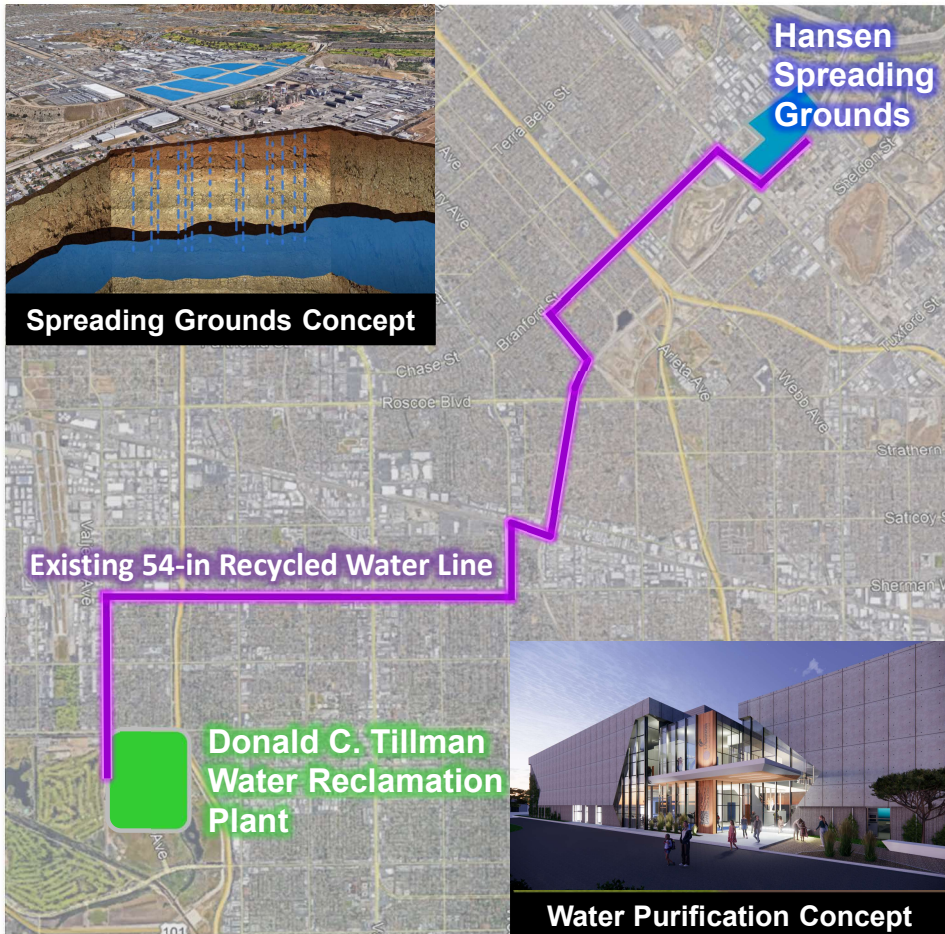 Hansen
Spreading
Grounds
Terra Bella St
Ave
Sheldon St
Spreading Grounds Concept
Branford St
Chase St
Arleta Ave
Tuxford St
Roscoe Blvd
Webb Ave
Strathern
Saticoy
Existing 54-in Recycled Water Line
Sherman
Donald C. Tillman
Water Reclamation
Plant
Ave
101
Water Purification Concept